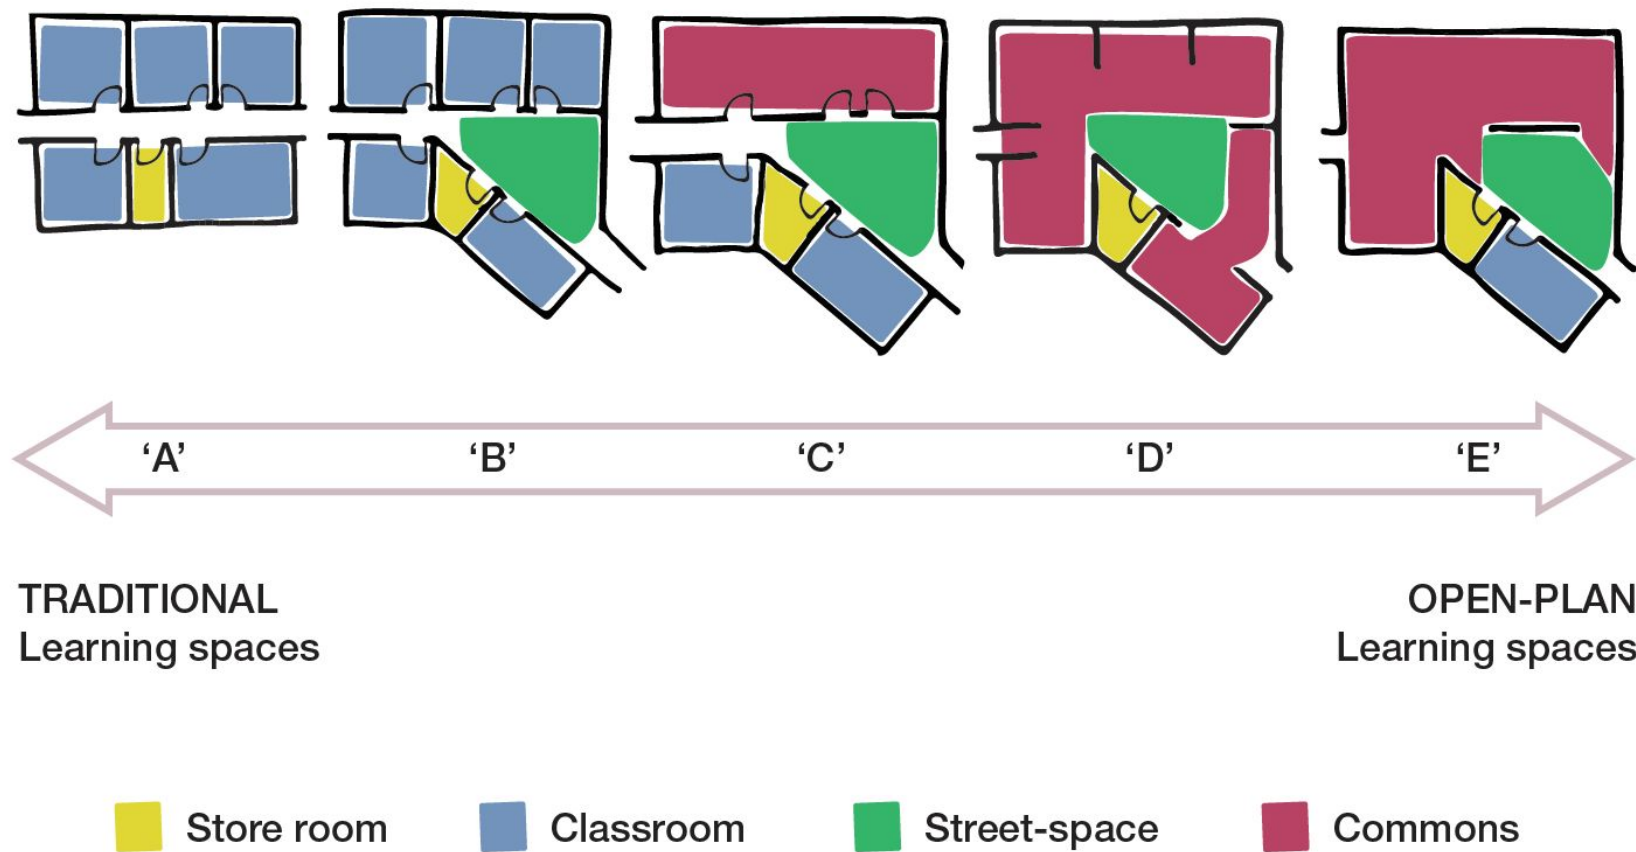 ‘A’ ‘B’ ‘C’ ‘D’ ‘E’
TRADITIONAL
Learning spaces
OPEN-PLAN
Learning spaces
Store room
Classroom
Street-space
Commons